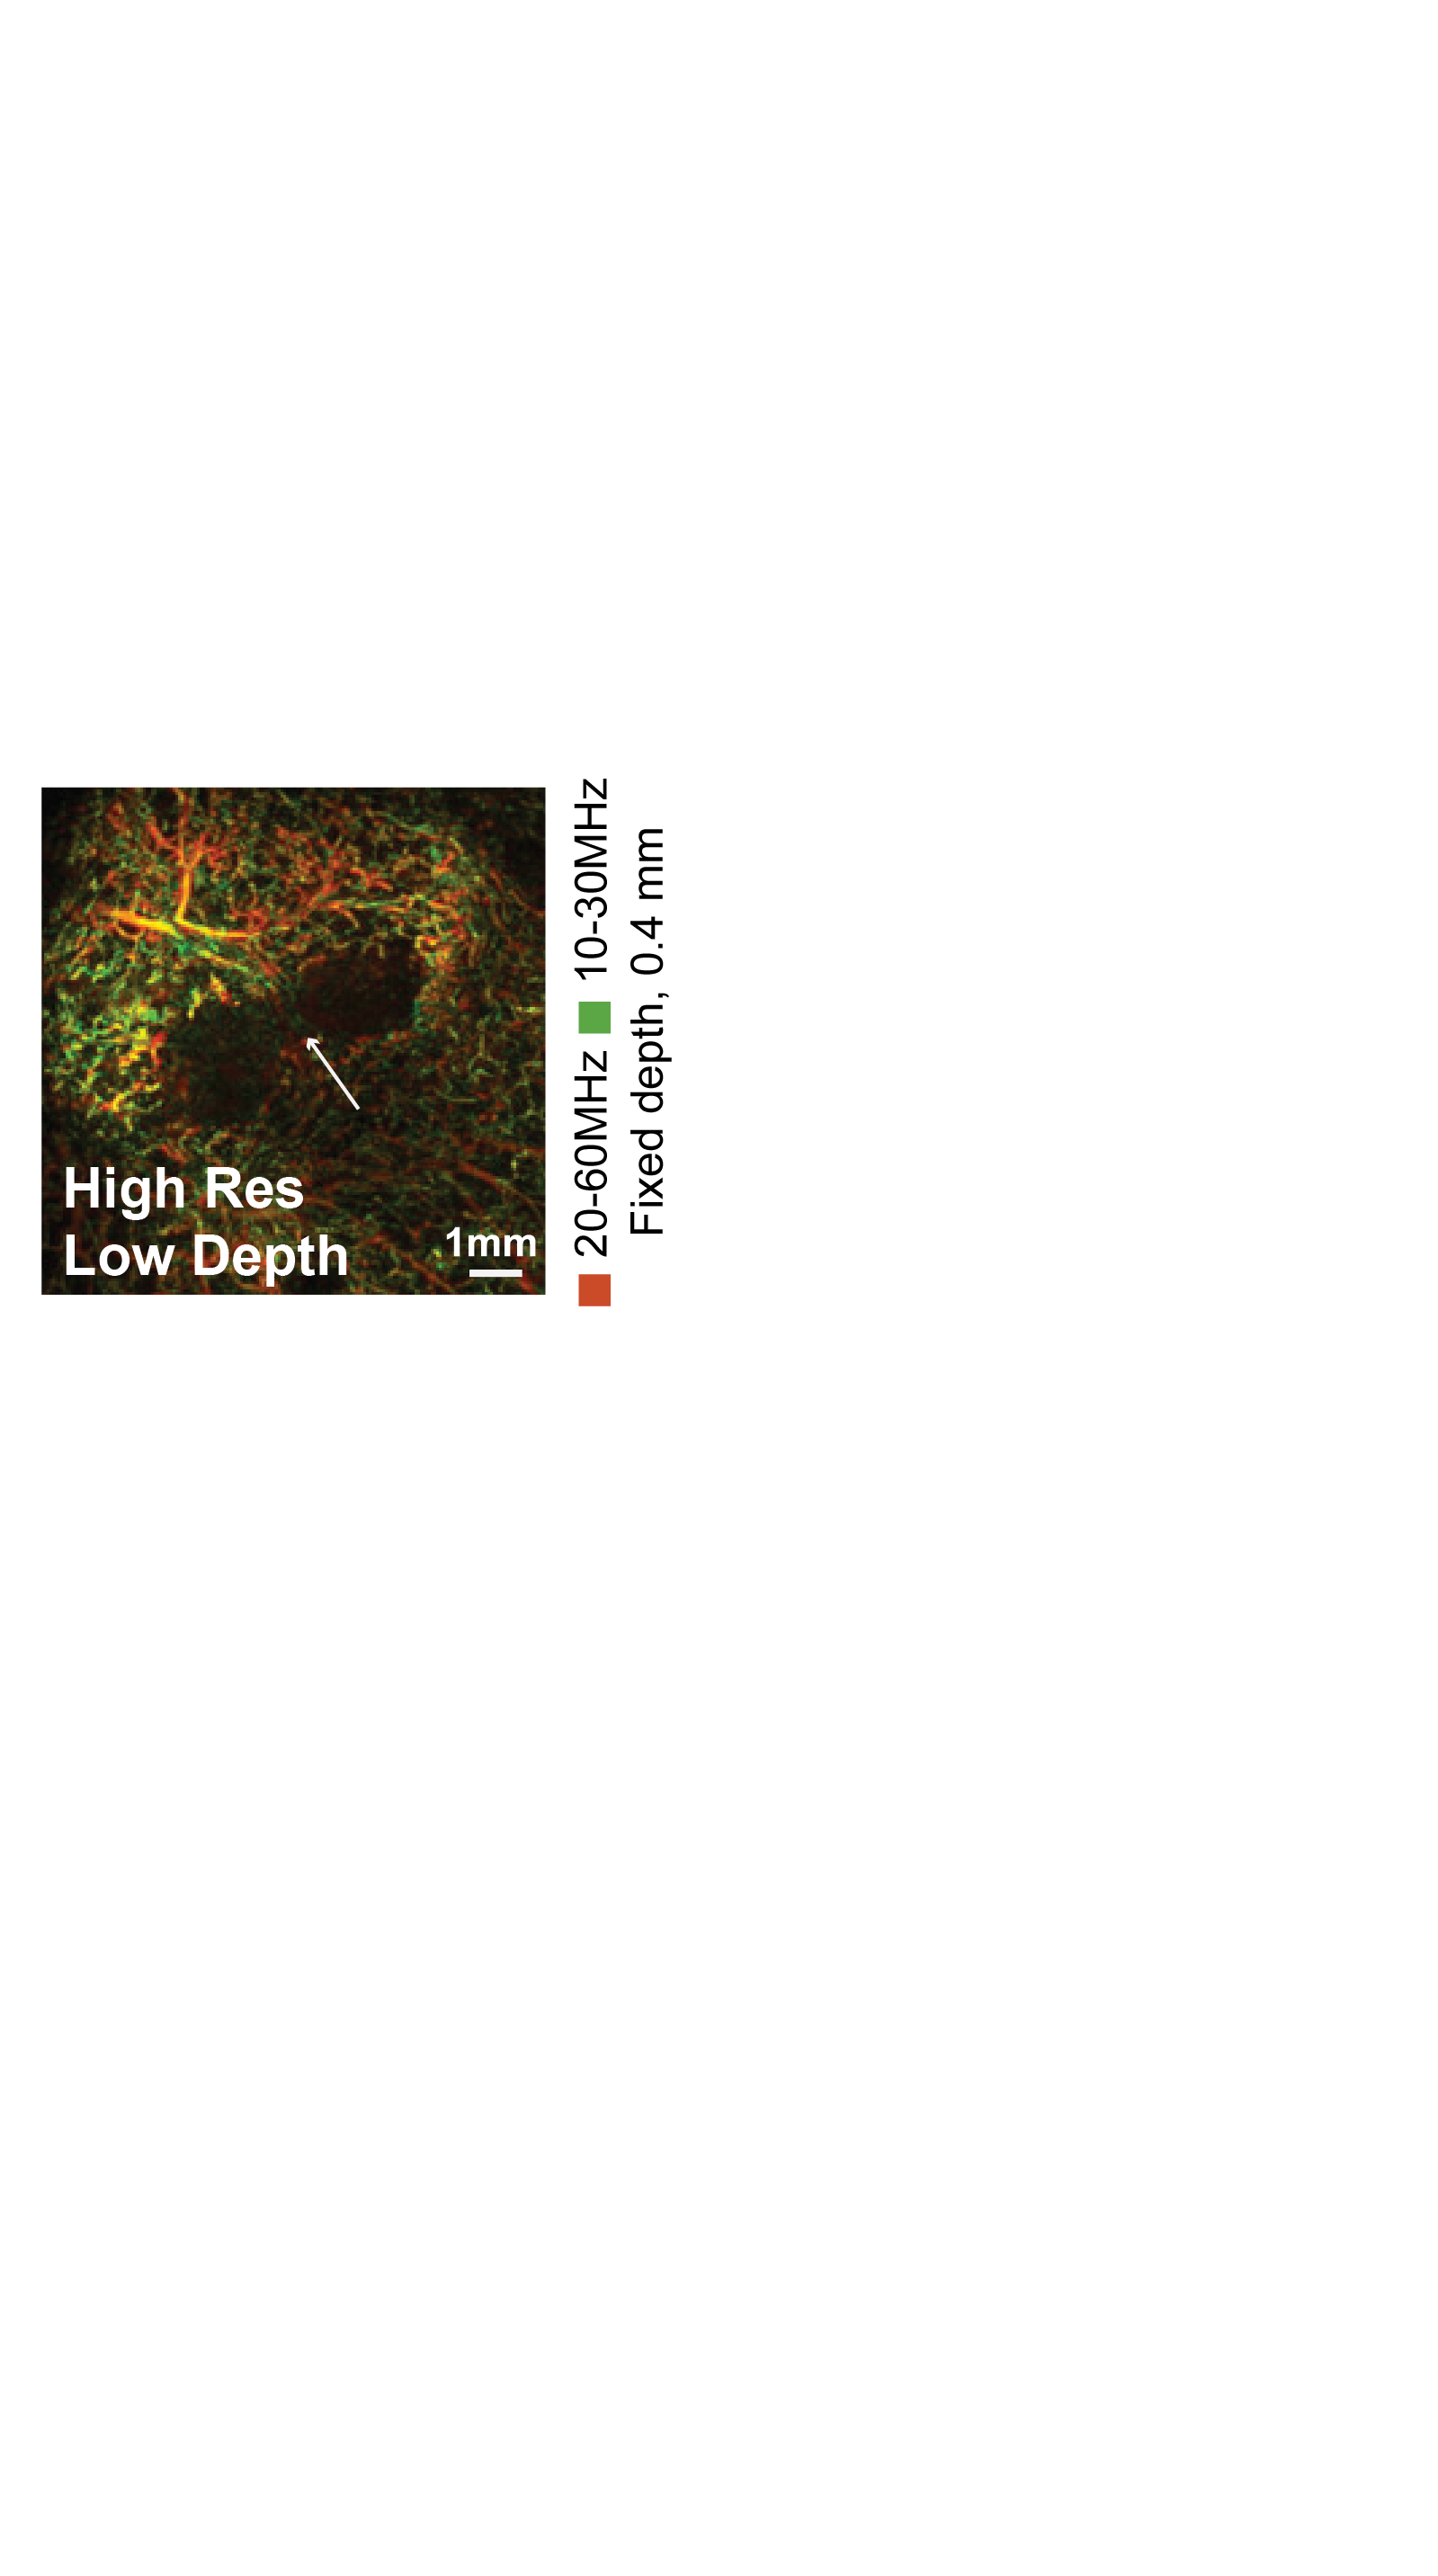 High Res
Low Depth
1mm
20-60MHz 10-30MHz
Fixed depth, 0.4 mm